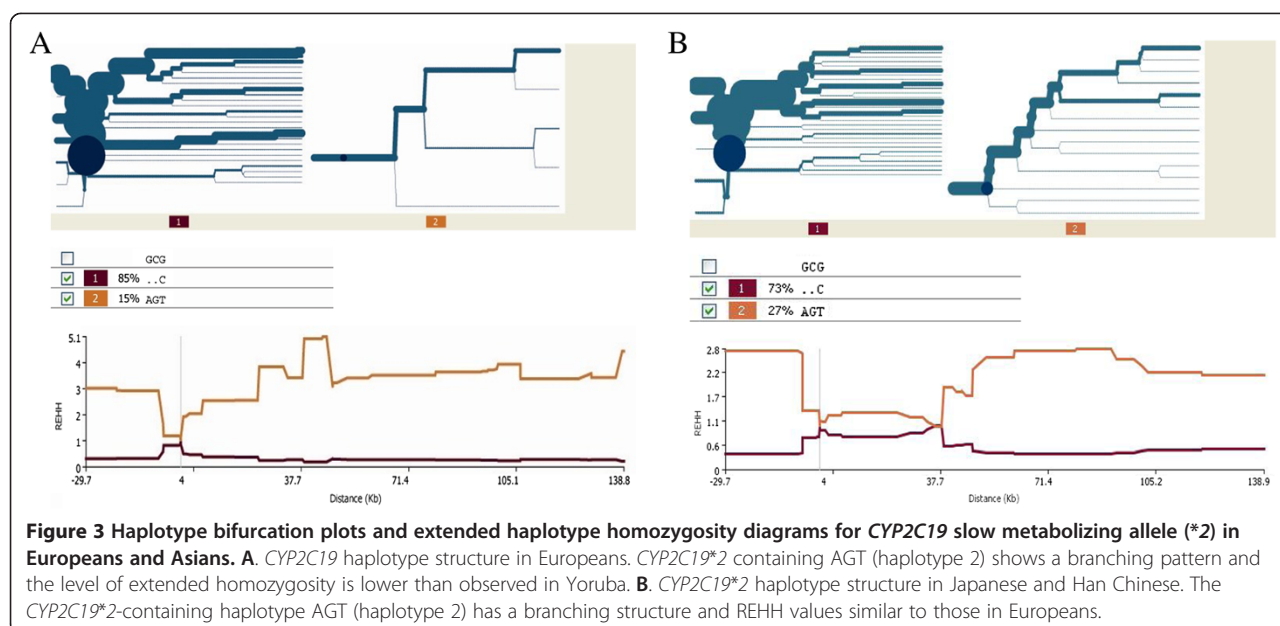 A
B
1
2
1
2
GCG
1 85% ..C
2 15% AGT
GCG
1 73% ..C
2 27% AGT
5.1
4
3
2
1
0
REHH
-29.7 4 37.7 71.4 105.1 138.8
Distance (Kb)
2.8
2.2
1.7
1.1
0.6
0
REHH
-29.7 4 37.7 71.4 105.2 138.9
Distance (Kb)
Figure 3 Haplotype bifurcation plots and extended haplotype homozygosity diagrams for CYP2C19 slow metabolizing allele (*2) in
Europeans and Asians. A. CYP2C19 haplotype structure in Europeans. CYP2C19*2 containing AGT (haplotype 2) shows a branching pattern and
the level of extended homozygosity is lower than observed in Yoruba. B. CYP2C19*2 haplotype structure in Japanese and Han Chinese. The
CYP2C19*2-containing haplotype AGT (haplotype 2) has a branching structure and REHH values similar to those in Europeans.